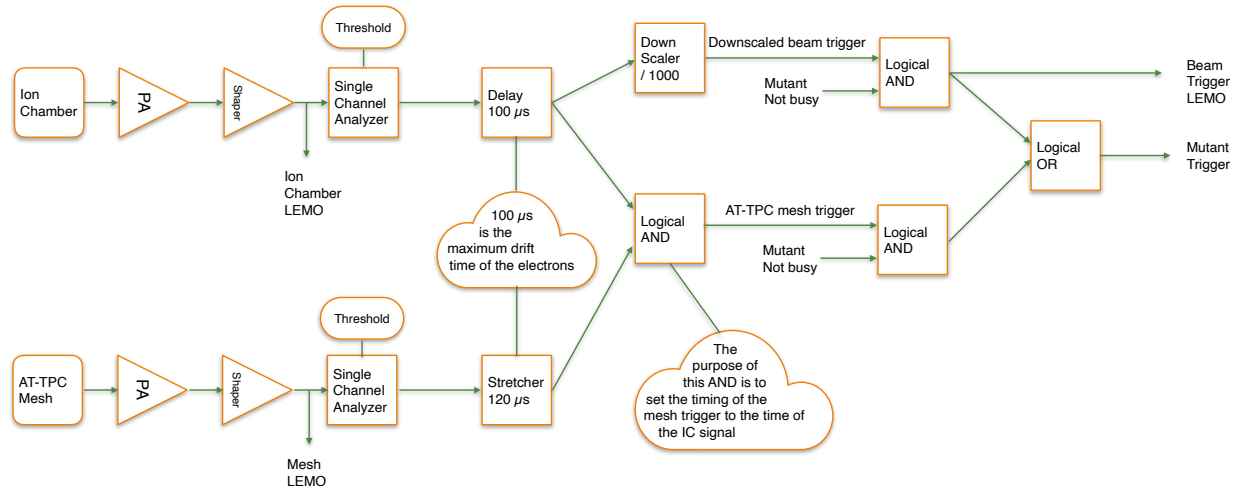 Threshold
Ion
Chamber
PA
Shaper
Single
Channel
Analyzer
Delay
100 µs
Down
Scaler
/ 1000
Downscaled beam trigger
Mutant
Not busy
Logical
AND
Beam
Trigger
LEMO
Ion
Chamber
LEMO
Logical
OR
Mutant
Trigger
100 µs
is the
maximum drift
time of the electrons
Logical
AND
AT-TPC mesh trigger
Mutant
Not busy
Logical
AND
Threshold
AT-TPC
Mesh
PA
Shaper
Single
Channel
Analyzer
Stretcher
120 µs
The
purpose of
this AND is to
set the timing of the
mesh trigger to the time of
the IC signal
Mesh
LEMO